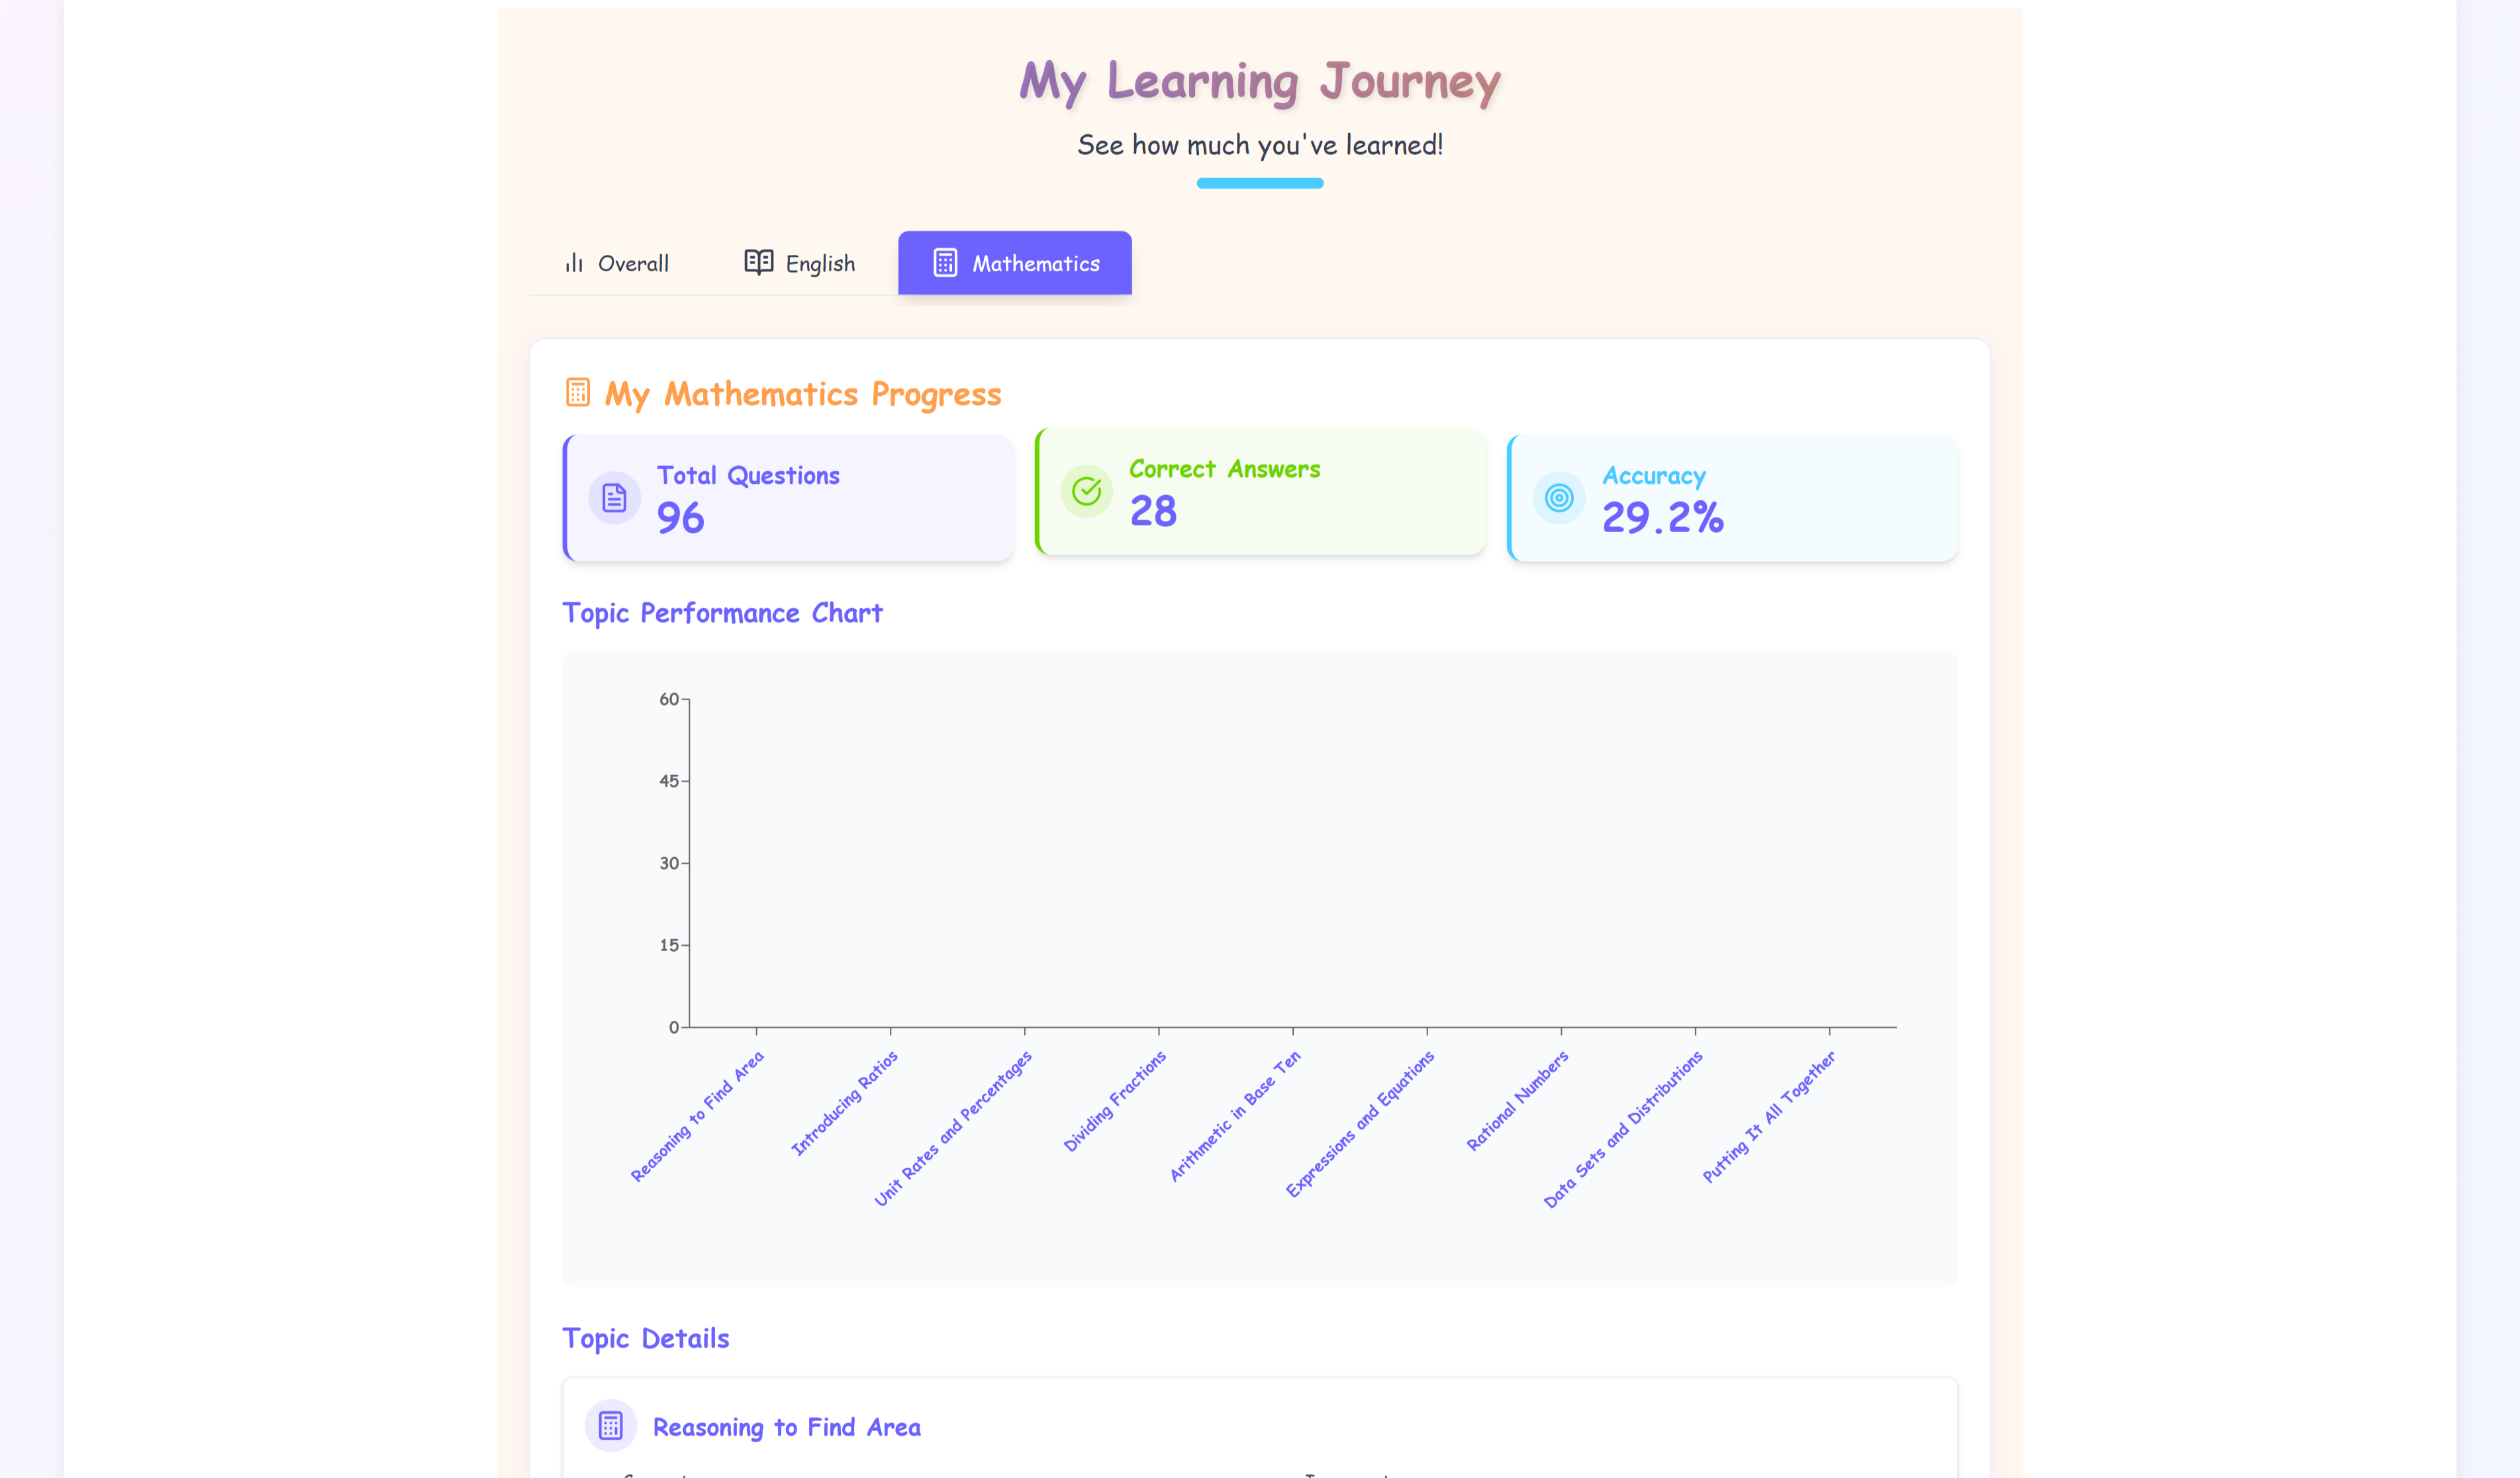 My Learning Journey
See how much you've learned!
Overall
English
Mathematics
My Mathematics Progress
Total Questions
96
Correct Answers
28
Accuracy
29.2%
Topic Performance Chart
60
45
30
15
0
Reasoning to Find Area
Introducing Ratios
Unit Rates and Percentages
Dividing Fractions
Arithmetic in Base Ten
Expressions and Equations
Rational Numbers
Data Sets and Distributions
Putting It All Together
Topic Details
Reasoning to Find Area